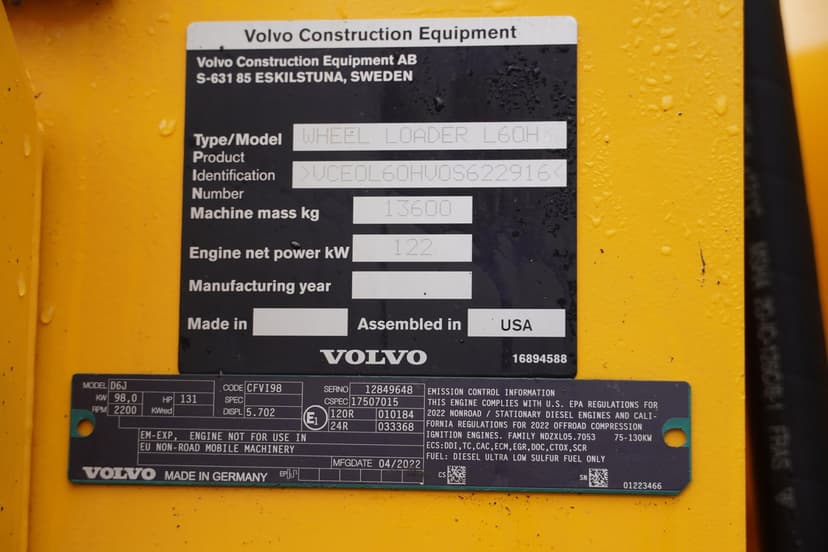 Volvo Construction Equipment
Volvo Construction Equipment AB
S-631 85 ESKILSTUNA, SWEDEN
Type/Model WHEEL LOADER L60H*
Product
Identification >VCE0L60HV0S622916<
Number
Machine mass kg 13600
Engine net power kW 122
Manufacturing year
Made in Assembled in USA
VOLVO 16894588
MODEL D6J
KW 98,0 HP 131
RPM 2200 KWed
CODE CFVI98
SPEC
DISPL 5.702
SERNO 12849648
CSPEC 17507015
E1 120R 010184
24R 033368
EM-EXP, ENGINE NOT FOR USE IN
EU NON-ROAD MOBILE MACHINERY
MFGDATE 04/2022
VOLVO MADE IN GERMANY
EP
EMISSION CONTROL INFORMATION
THIS ENGINE COMPLIES WITH U.S. EPA REGULATIONS FOR
2022 NONROAD / STATIONARY DIESEL ENGINES AND CALI-
FORNIA REGULATIONS FOR 2022 OFFROAD COMPRESSION
IGNITION ENGINES. FAMILY NDZXL05.7053 75-130KW
ECS:DDI,TC,CAC,ECM,EGR,DOC,CTOX,SCR
FUEL: DIESEL ULTRA LOW SULFUR FUEL ONLY
CS SN
01223466